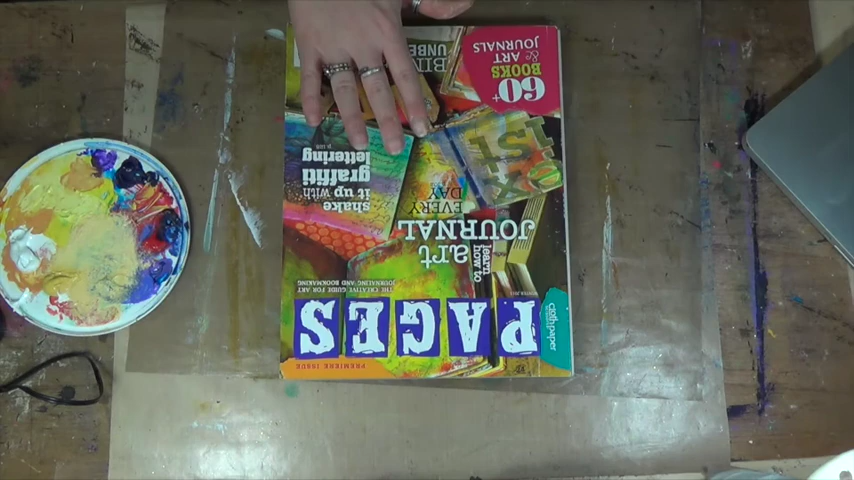 cloth
paper
PAGES
PREMIERE ISSUE
THE CREATIVE GUIDE FOR ART
JOURNALING AND BOOKMAKING
learn
how to
art
JOURNAL
EVERY
DAY
shake
it up with
graffiti
lettering
60+
BOOKS
& ART
JOURNALS